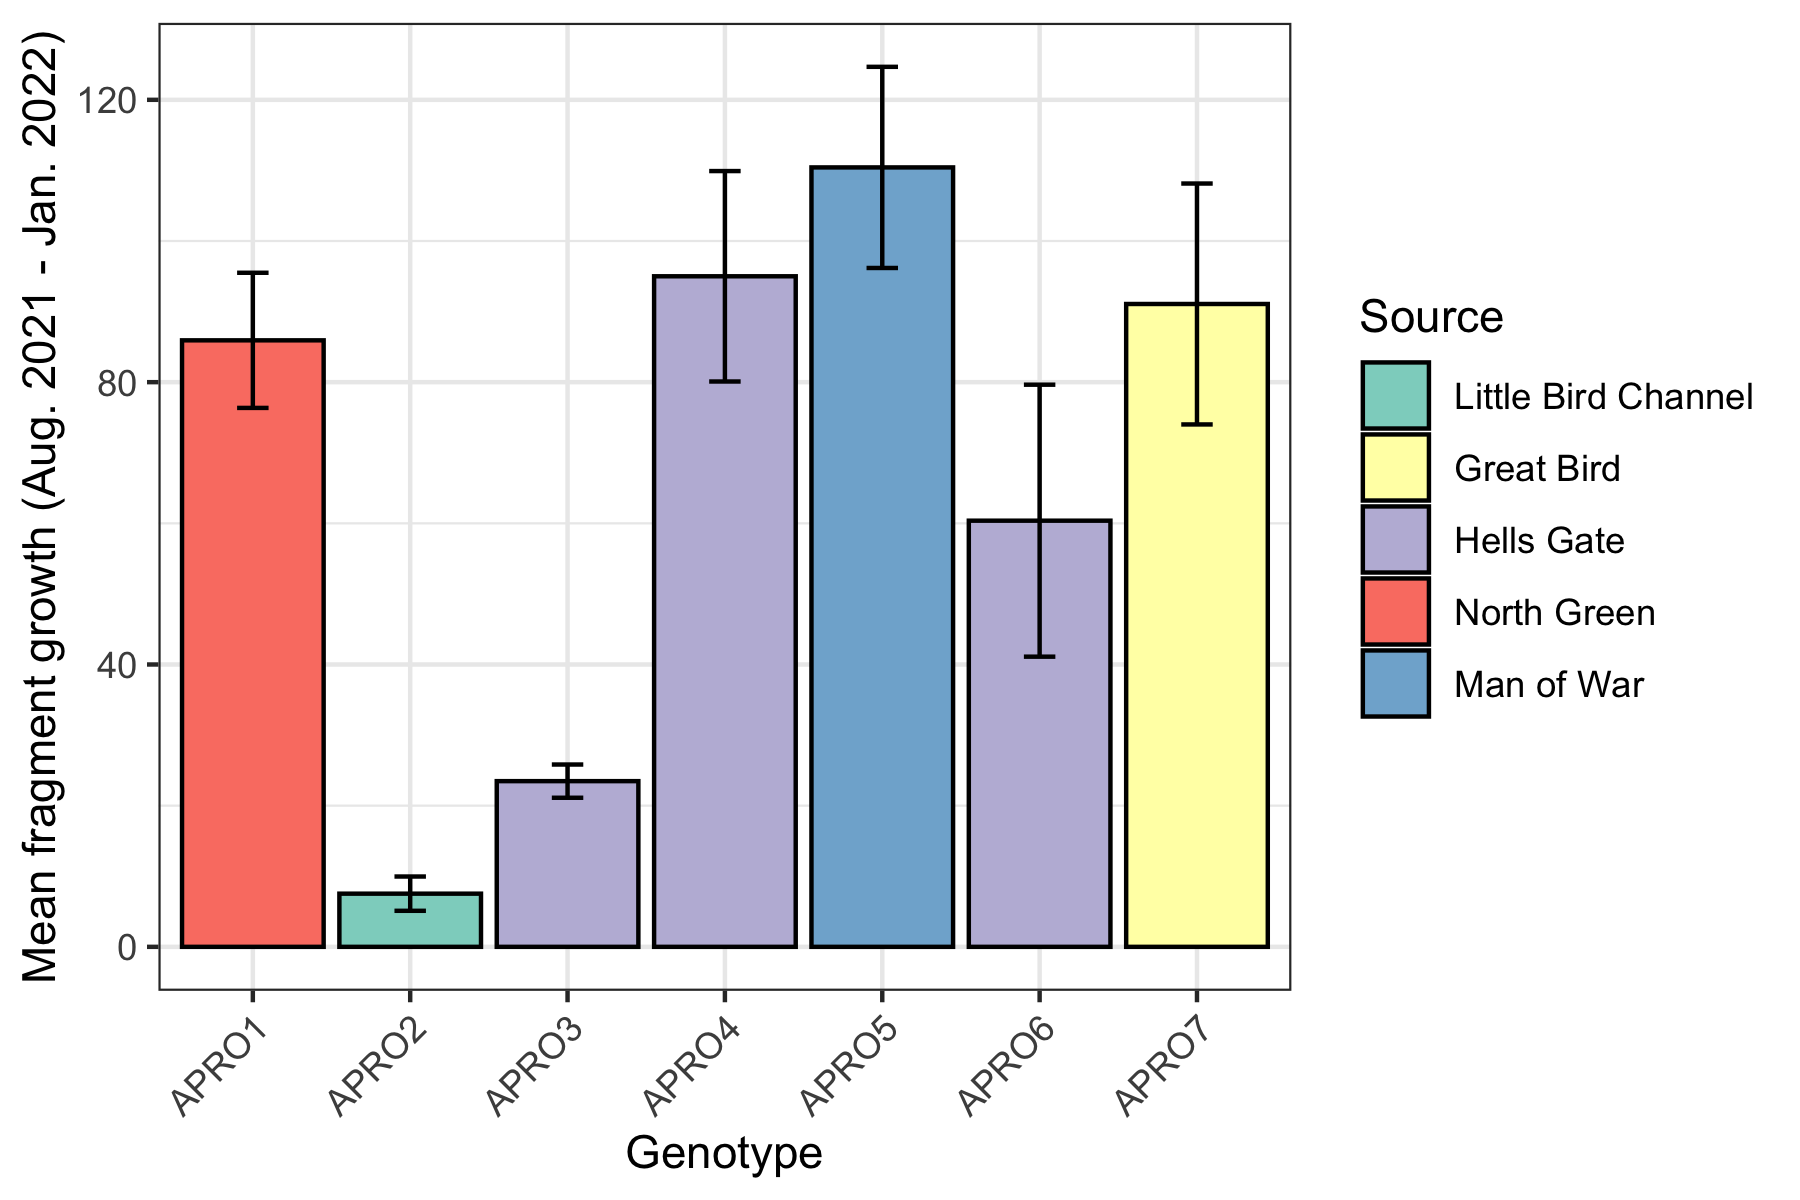 Mean fragment growth (Aug. 2021 - Jan. 2022)
120
80
40
0
APRO1
APRO2
APRO3
APRO4
APRO5
APRO6
APRO7
Genotype
Source
Little Bird Channel
Great Bird
Hells Gate
North Green
Man of War